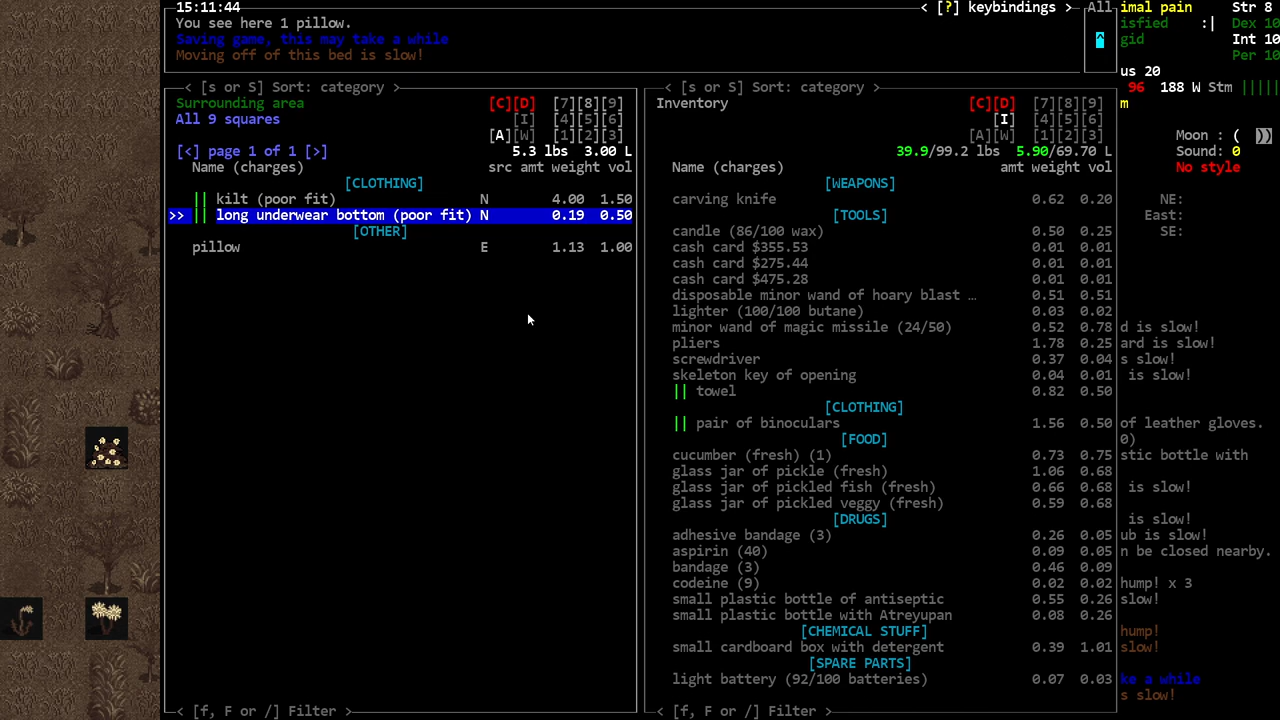 15:11:44 < [?] keybindings > All imal pain Str 8
You see here 1 pillow. isfied :| Dex 10
Saving game, this may take a while ^ gid Int 10
Moving off of this bed is slow! Per 10
us 20
< [s or S] Sort: category > < [s or S] Sort: category > 96 188 W Stm |||||
Surrounding area [C][D] [7][8][9] Inventory [C][D] [7][8][9] m
All 9 squares [I] [4][5][6] [I] [4][5][6]
[A][W] [1][2][3] [A][W] [1][2][3] Moon : ( ))
[<] page 1 of 1 [>] 5.3 lbs 3.00 L 39.9/99.2 lbs 5.90/69.70 L Sound: 0
Name (charges) src amt weight vol Name (charges) amt weight vol No style
[CLOTHING] [WEAPONS]
|| kilt (poor fit) N 4.00 1.50 carving knife 0.62 0.20 NE:
>> || long underwear bottom (poor fit) N 0.19 0.50 [TOOLS] East:
[OTHER] candle (86/100 wax) 0.50 0.25 SE:
pillow E 1.13 1.00 cash card $355.53 0.01 0.01
cash card $275.44 0.01 0.01
cash card $475.28 0.01 0.01
disposable minor wand of hoary blast … 0.51 0.51
lighter (100/100 butane) 0.03 0.02
minor wand of magic missile (24/50) 0.52 0.78 d is slow!
pliers 1.78 0.25 ard is slow!
screwdriver 0.37 0.04 s slow!
skeleton key of opening 0.04 0.01 is slow!
|| towel 0.82 0.50
[CLOTHING]
|| pair of binoculars 1.56 0.50 of leather gloves.
[FOOD] 0)
cucumber (fresh) (1) 0.73 0.75 stic bottle with
glass jar of pickle (fresh) 1.06 0.68
glass jar of pickled fish (fresh) 0.66 0.68 is slow!
glass jar of pickled veggy (fresh) 0.59 0.68
[DRUGS] is slow!
adhesive bandage (3) 0.26 0.05 ub is slow!
aspirin (40) 0.09 0.05 n be closed nearby.
bandage (3) 0.46 0.09
codeine (9) 0.02 0.02 hump! x 3
small plastic bottle of antiseptic 0.55 0.26 slow!
small plastic bottle with Atreyupan 0.08 0.26
[CHEMICAL STUFF] hump!
small cardboard box with detergent 0.39 1.01 slow!
[SPARE PARTS]
light battery (92/100 batteries) 0.07 0.03 ke a while
s slow!
< [f, F or /] Filter > < [f, F or /] Filter >